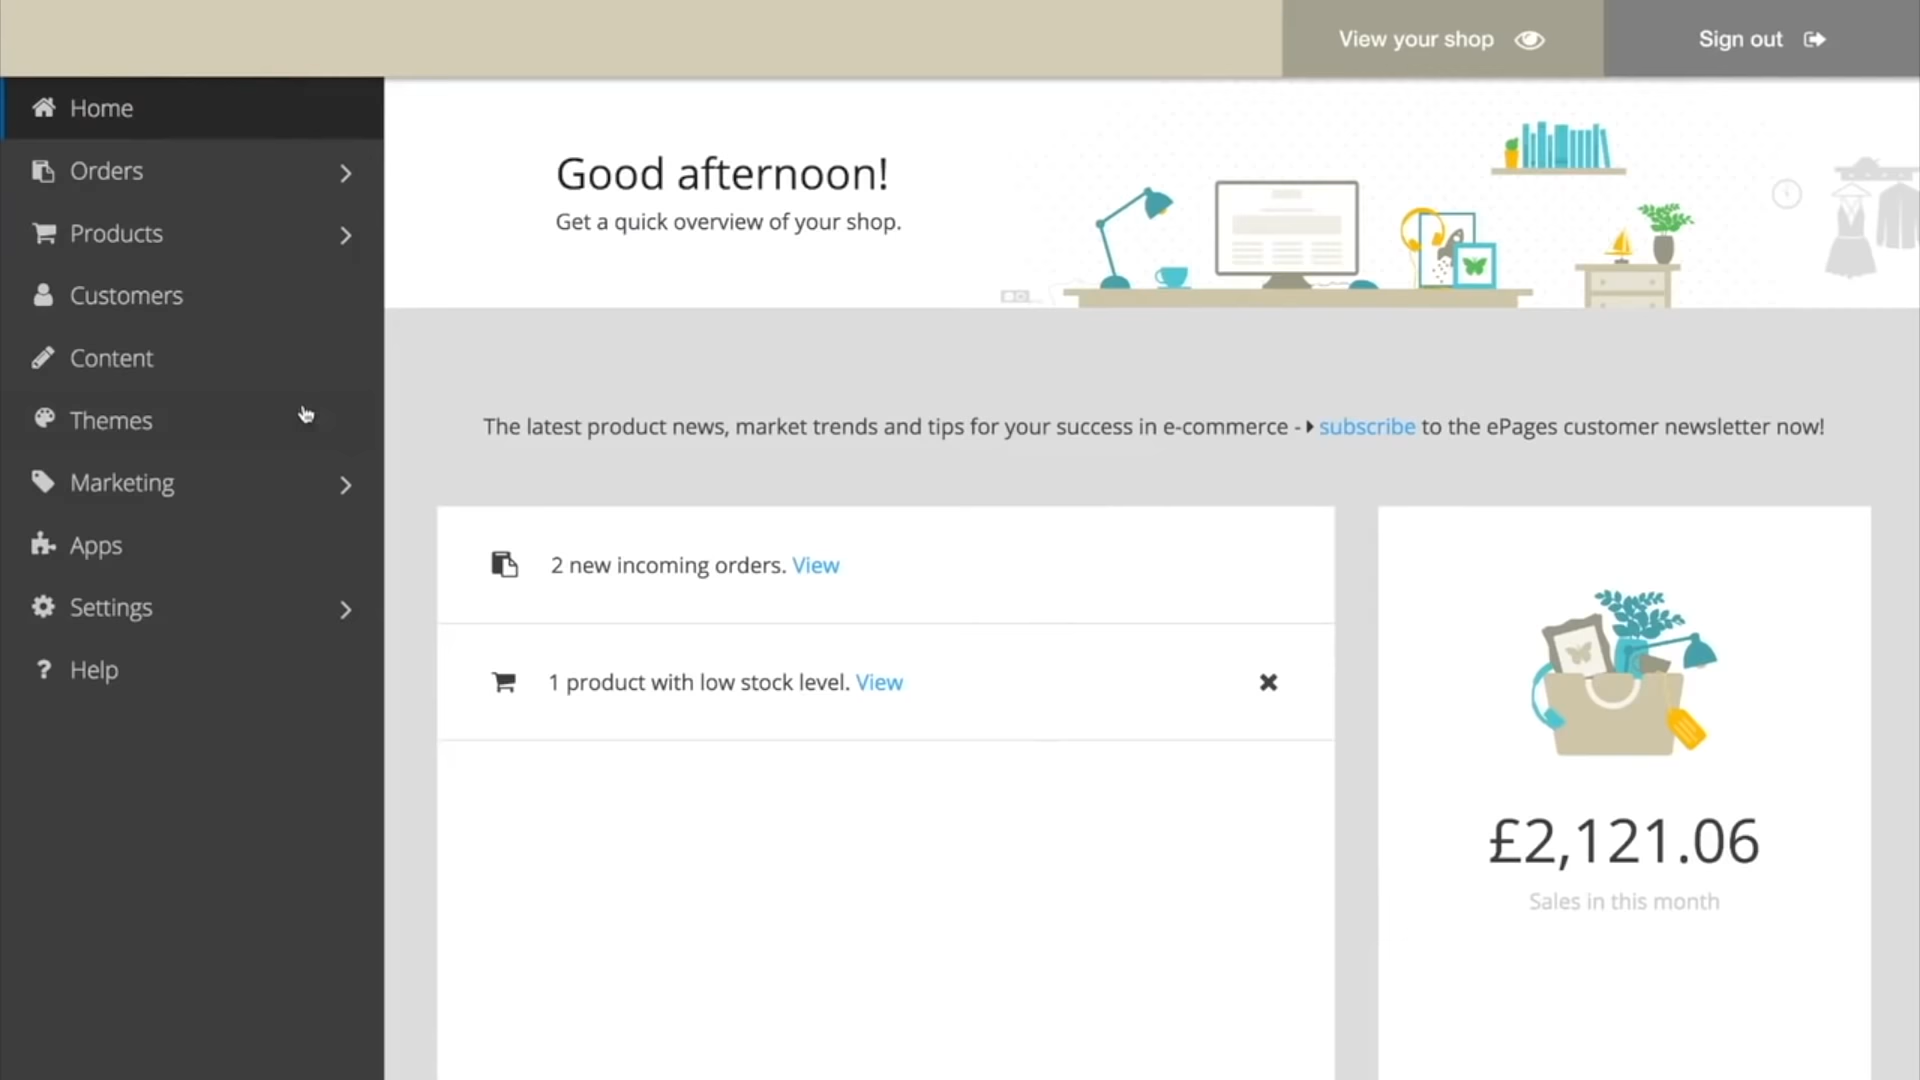 View your shop
Sign out
Home
Orders
Products
Customers
Content
Themes
Marketing
Apps
Settings
? Help
Good afternoon!
Get a quick overview of your shop.
The latest product news, market trends and tips for your success in e-commerce - subscribe to the ePages customer newsletter now!
2 new incoming orders. View
1 product with low stock level. View
£2,121.06
Sales in this month